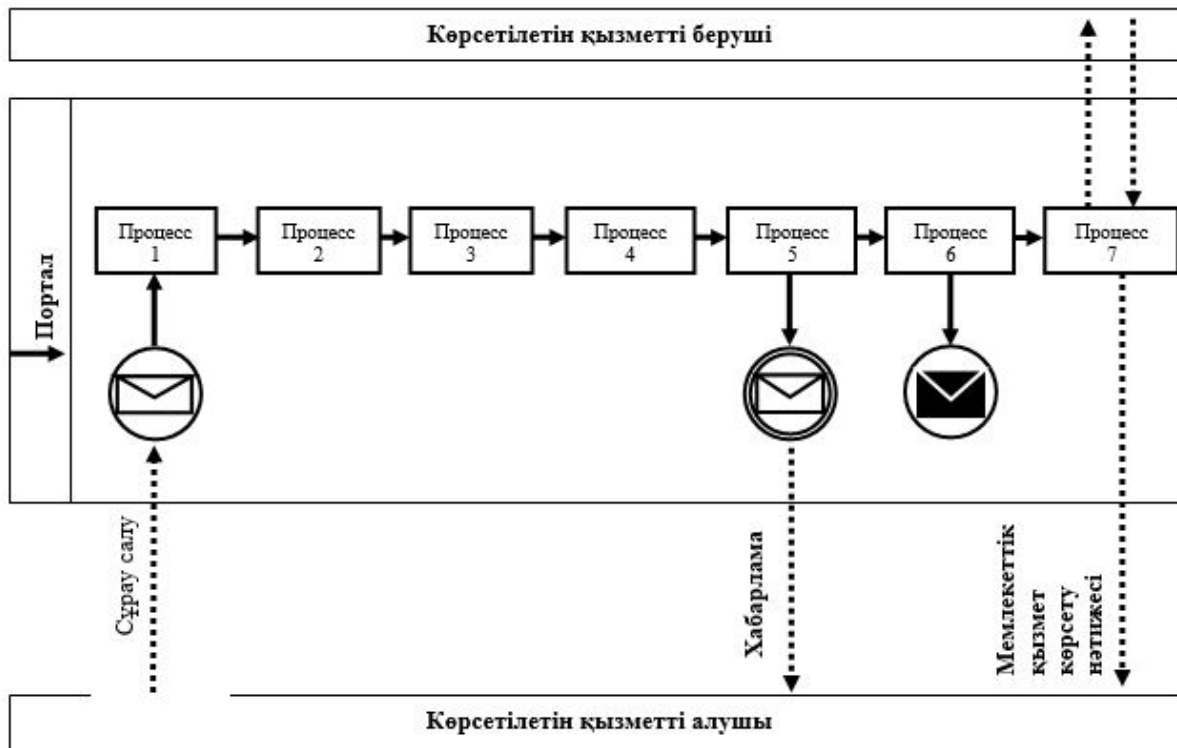 Көрсетілетін қызметті беруші
Портал
Процесс
1
Процесс
2
Процесс
3
Процесс
4
Процесс
5
Процесс
6
Процесс
7
Сұрау салу
Хабарлама
Мемлекеттік
қызмет
көрсету
нәтижесі
Көрсетілетін қызметті алушы